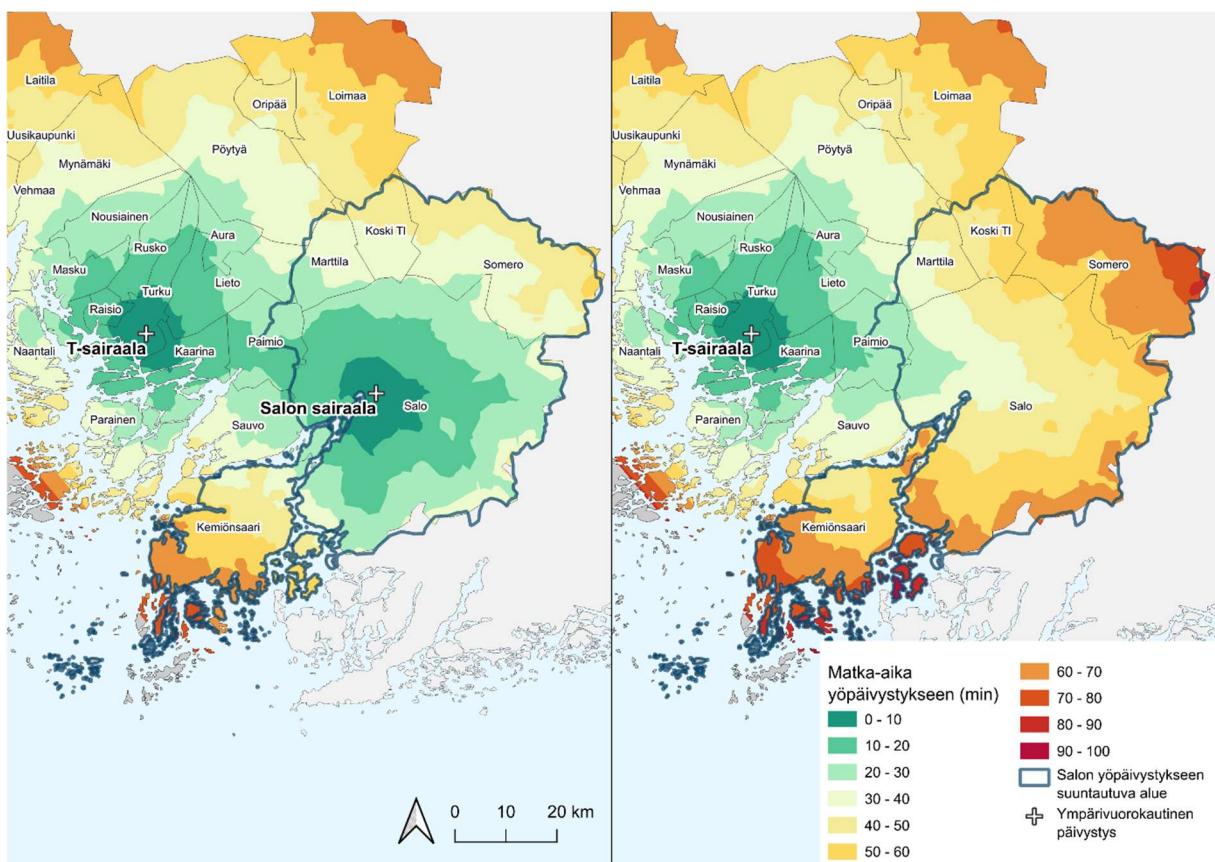 Laitila
Oripää
Loimaa
Uusikaupunki
Mynämäki
Pöytyä
Vehmaa
Nousiainen
Koski Tl
Rusko
Aura
Marttila
Somero
Masku
Lieto
Turku
Raisio
Naantali
T-sairaala
Kaarina
Paimio
Salon sairaala
Salo
Parainen
Sauvo
Kemiönsaari
0 10 20 km
Laitila
Oripää
Loimaa
Uusikaupunki
Mynämäki
Pöytyä
Vehmaa
Nousiainen
Koski Tl
Rusko
Aura
Marttila
Somero
Masku
Lieto
Turku
Raisio
Naantali
T-sairaala
Kaarina
Paimio
Salo
Parainen
Sauvo
Kemiönsaari
Matka-aika
yöpäivystykseen (min)
0 - 10
10 - 20
20 - 30
30 - 40
40 - 50
50 - 60
60 - 70
70 - 80
80 - 90
90 - 100
Salon yöpäivystykseen
suuntautuva alue
Ympärivuorokautinen
päivystys